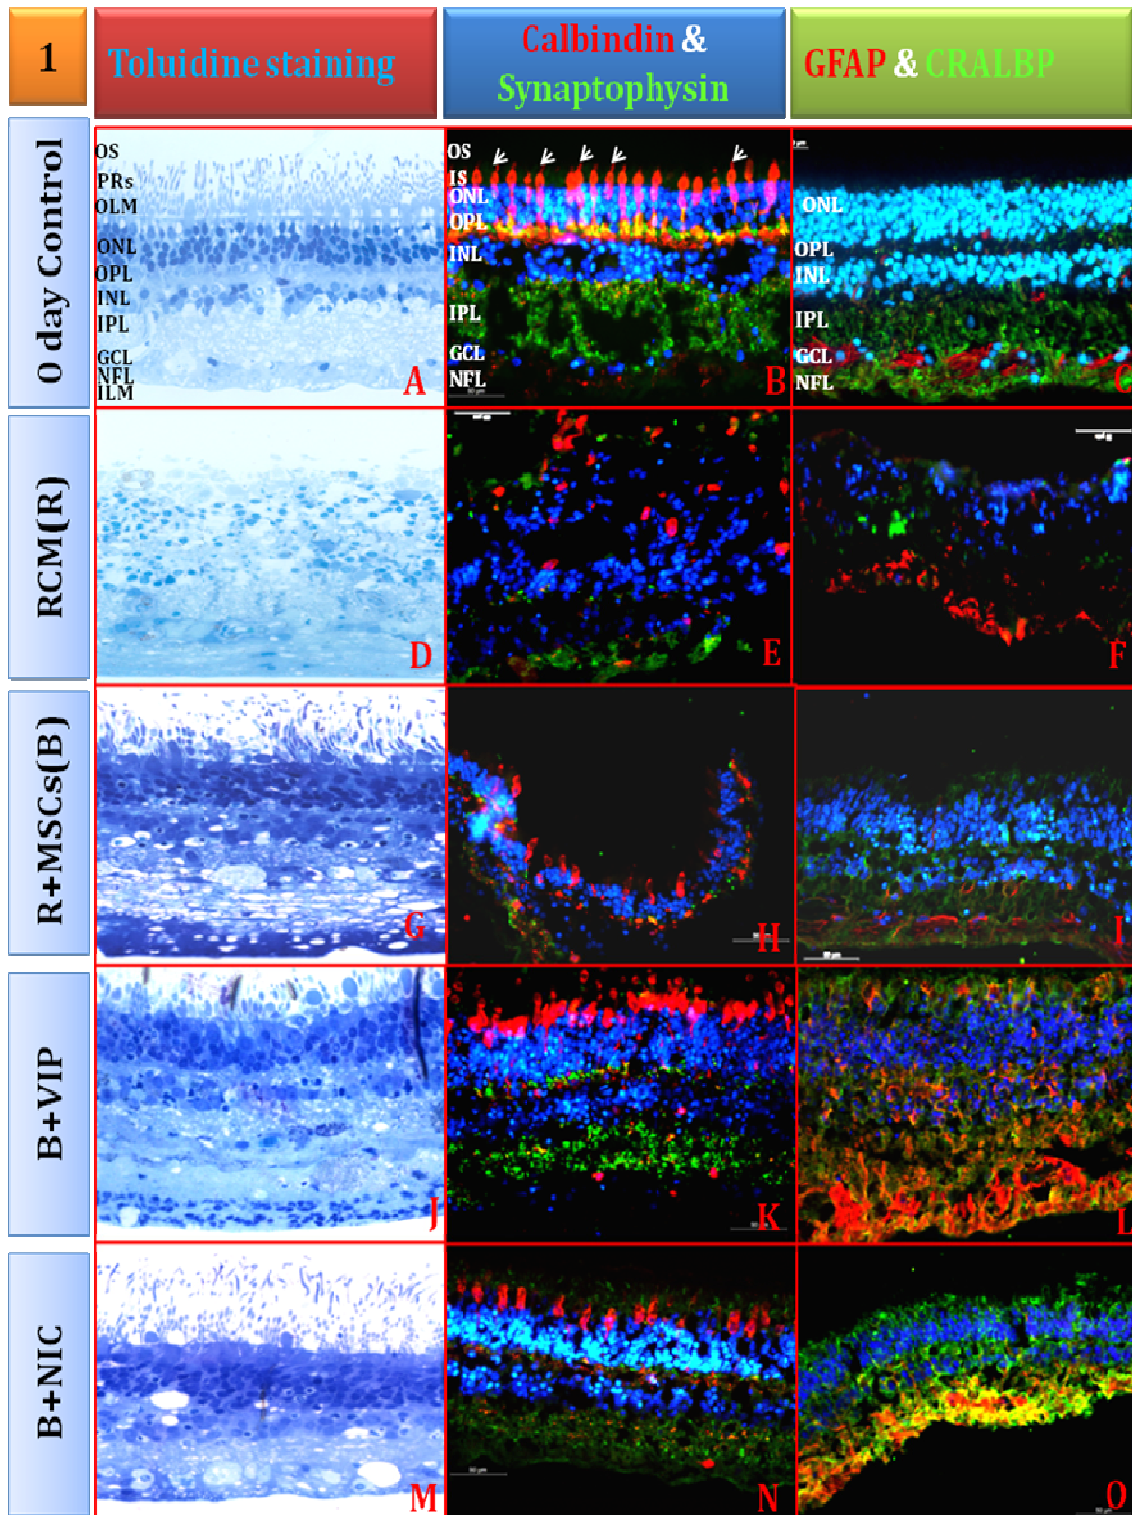 1
Toluidine staining
Calbindin &
Synaptophysin
GFAP & CRALBP
0 day Control
OS
PRs
OLM
ONL
OPL
INL
IPL
GCL
NFL
ILM
A
OS
IS
ONL
OPL
INL
IPL
GCL
NFL
B
ONL
OPL
INL
IPL
GCL
NFL
C
RCM(R)
D
E
F
R+MSCs(B)
G
H
I
B+VIP
J
K
L
B+NIC
M
N
O